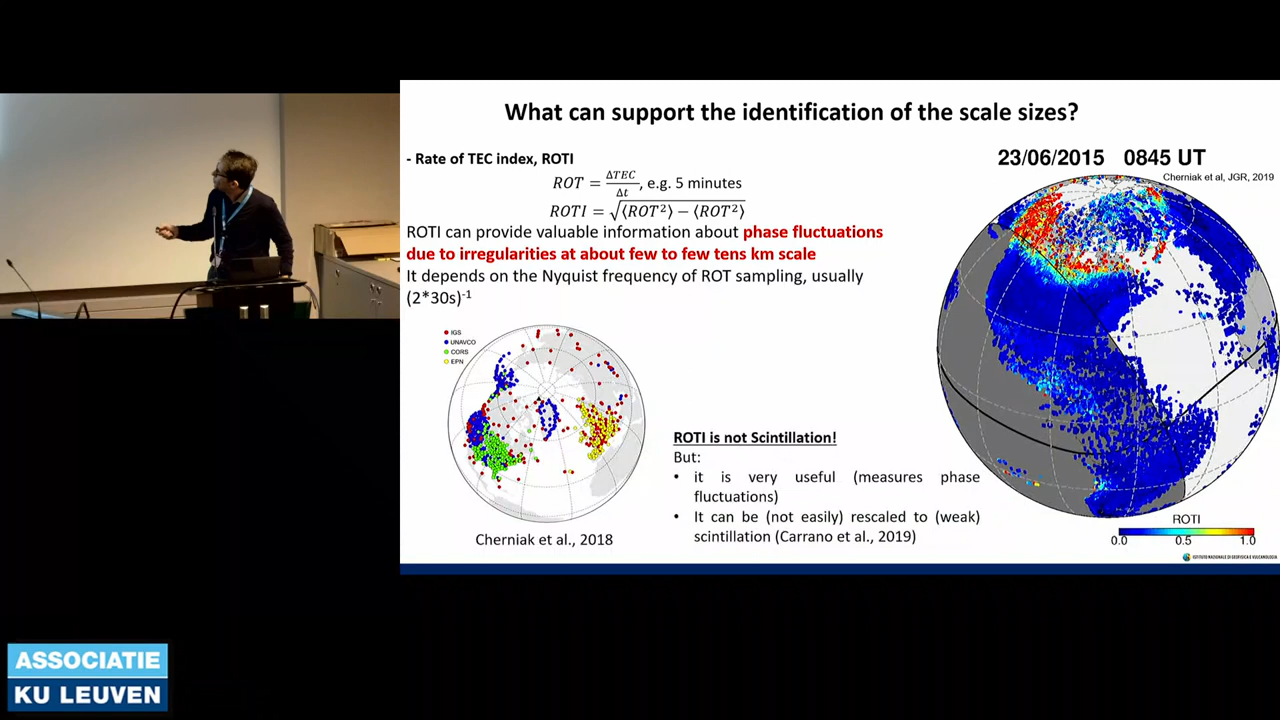 What can support the identification of the scale sizes?
- Rate of TEC index, ROTI
ROT = ΔTEC/Δt, e.g. 5 minutes
ROTI = √(⟨ROT²⟩ − ⟨ROT²⟩)
ROTI can provide valuable information about phase fluctuations
due to irregularities at about few to few tens km scale
It depends on the Nyquist frequency of ROT sampling, usually
(2*30s)⁻¹
IGS
UNAVCO
CORS
EPN
Cherniak et al., 2018
ROTI is not Scintillation!
But:
• it is very useful (measures phase
fluctuations)
• It can be (not easily) rescaled to (weak)
scintillation (Carrano et al., 2019)
23/06/2015 0845 UT
Cherniak et al, JGR, 2019
ROTI
0.0 0.5 1.0
ISTITUTO NAZIONALE DI GEOFISICA E VULCANOLOGIA
ASSOCIATIE
KU LEUVEN